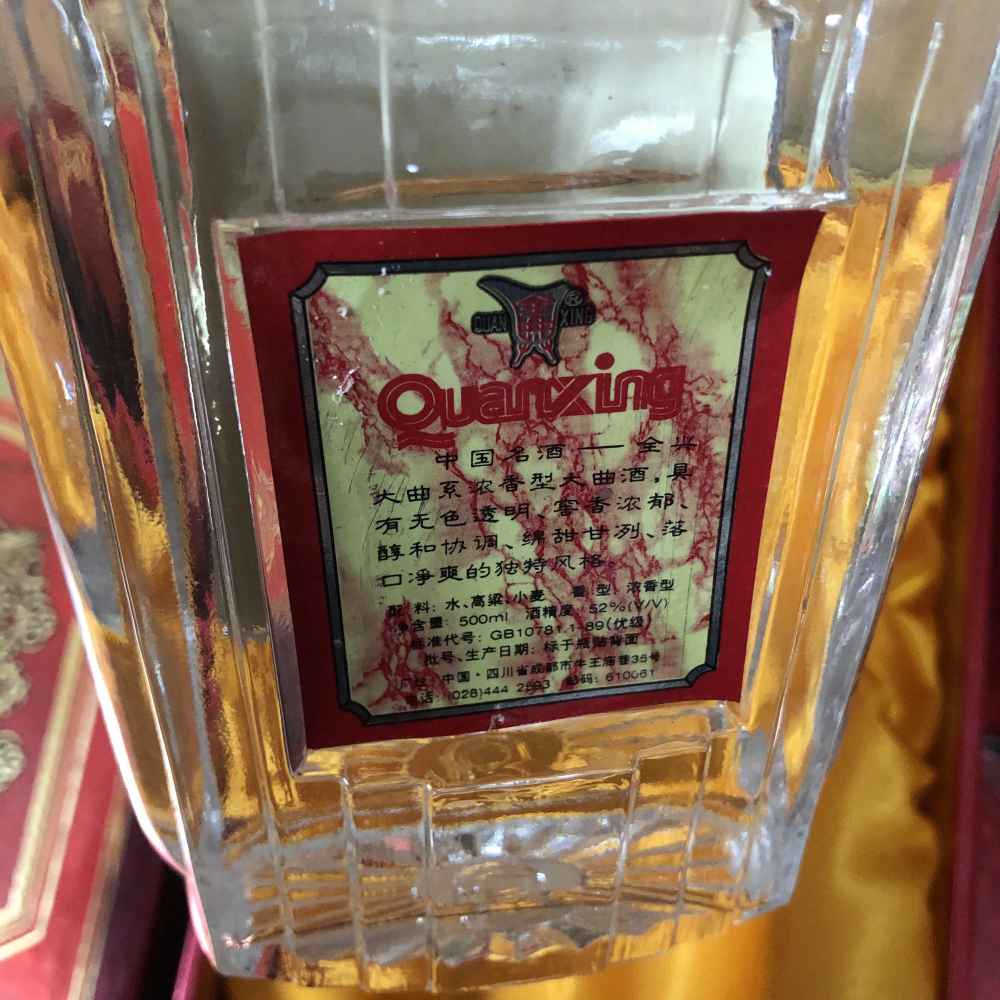 QUAN XING ®
Quanxing
中国名酒——全兴
大曲系浓香型大曲酒,具
有无色透明、窖香浓郁、
醇和协调、绵甜甘冽、落
口净爽的独特风格。
配料:水、高粱、小麦 香型:浓香型
净含量:500ml 酒精度:52%(V/V)
标准代号:GB10781.1-89(优级)
批号、生产日期:标于瓶贴背面
厂址:中国·四川省成都市牛王庙巷35号
电话:(028)444 2593 邮码:610061